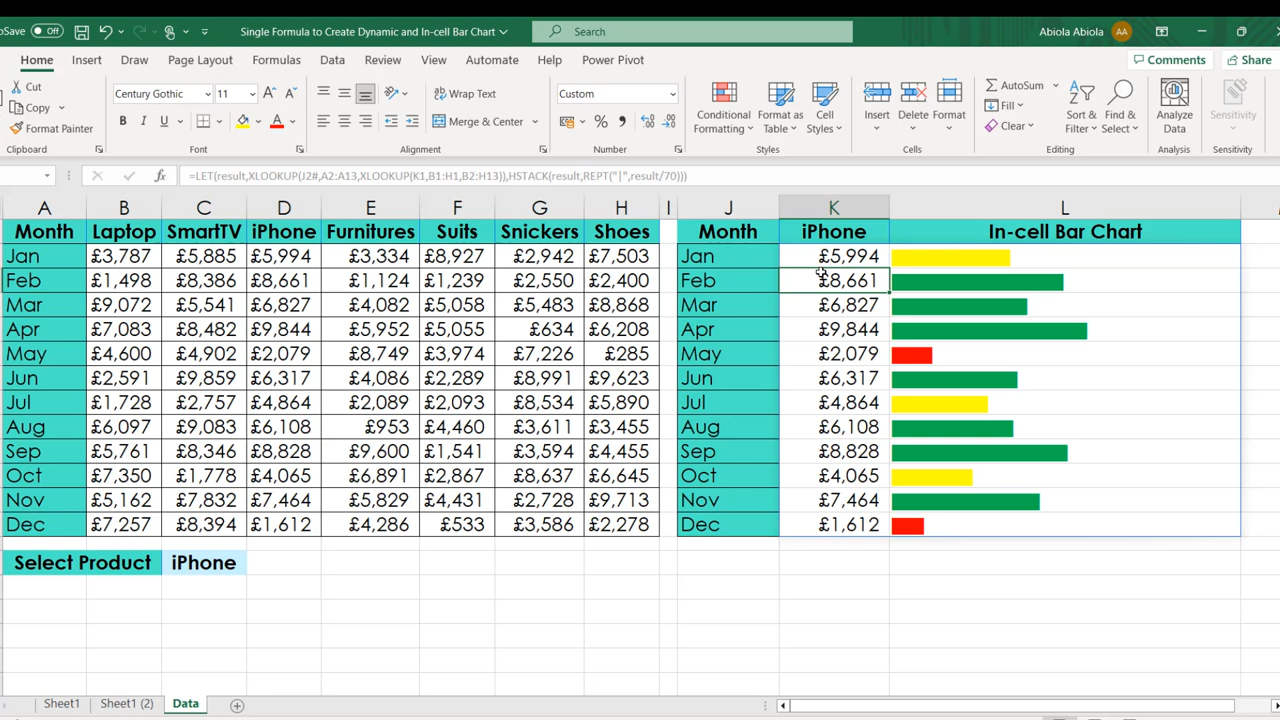 oSave Off Single Formula to Create Dynamic and In-cell Bar Chart Search Abiola Abiola AA
Home Insert Draw Page Layout Formulas Data Review View Automate Help Power Pivot Comments Share
Cut
Copy
Format Painter
Clipboard
Century Gothic 11 A A
B I U A
Font
Wrap Text
Merge & Center
Alignment
Custom
% ,
Number
Conditional Formatting
Format as Table
Cell Styles
Styles
Insert Delete Format
Cells
AutoSum
Fill
Clear
Sort & Filter
Find & Select
Editing
Analyze Data
Analysis
Sensitivity
Sensitivity
fx =LET(result,XLOOKUP(J2#,A2:A13,XLOOKUP(K1,B1:H1,B2:H13)),HSTACK(result,REPT("|",result/70)))
A B C D E F G H I J K L
Month Laptop SmartTV iPhone Furnitures Suits Snickers Shoes Month iPhone In-cell Bar Chart
Jan £3,787 £5,885 £5,994 £3,334 £8,927 £2,942 £7,503 Jan £5,994
Feb £1,498 £8,386 £8,661 £1,124 £1,239 £2,550 £2,400 Feb £8,661
Mar £9,072 £5,541 £6,827 £4,082 £5,058 £5,483 £8,868 Mar £6,827
Apr £7,083 £8,482 £9,844 £5,952 £5,055 £634 £6,208 Apr £9,844
May £4,600 £4,902 £2,079 £8,749 £3,974 £7,226 £285 May £2,079
Jun £2,591 £9,859 £6,317 £4,086 £2,289 £8,991 £9,623 Jun £6,317
Jul £1,728 £2,757 £4,864 £2,089 £2,093 £8,534 £5,890 Jul £4,864
Aug £6,097 £9,083 £6,108 £953 £4,460 £3,611 £3,455 Aug £6,108
Sep £5,761 £8,346 £8,828 £9,600 £1,541 £3,594 £4,455 Sep £8,828
Oct £7,350 £1,778 £4,065 £6,891 £2,867 £8,637 £6,645 Oct £4,065
Nov £5,162 £7,832 £7,464 £5,829 £4,431 £2,728 £9,713 Nov £7,464
Dec £7,257 £8,394 £1,612 £4,286 £533 £3,586 £2,278 Dec £1,612
Select Product iPhone
Sheet1 Sheet1 (2) Data